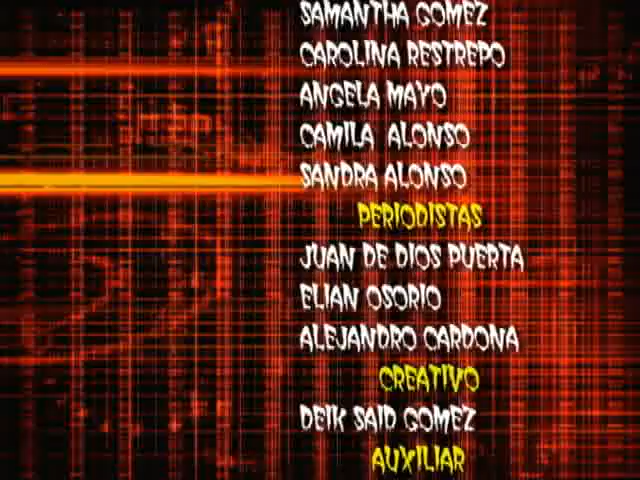 SAMANTHA GOMEZ
CAROLINA RESTREPO
ANGELA MAYO
CAMILA ALONSO
SANDRA ALONSO
PERIODISTAS
JUAN DE DIOS PUERTA
ELIAN OSORIO
ALEJANDRO CARDONA
CREATIVO
DEIK SAID GOMEZ
AUXILIAR